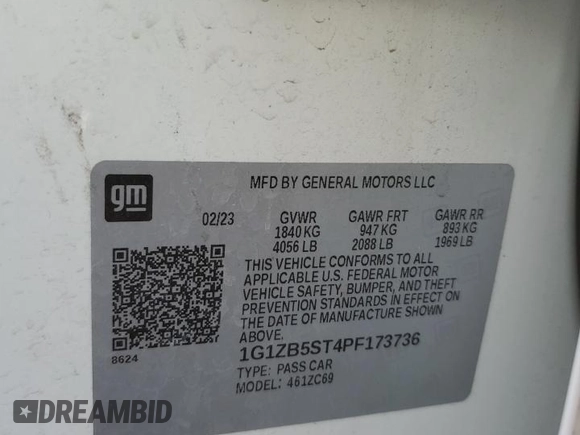 gm
MFD BY GENERAL MOTORS LLC
02/23 GVWR GAWR FRT GAWR RR
1840 KG 947 KG 893 KG
4056 LB 2088 LB 1969 LB
THIS VEHICLE CONFORMS TO ALL
APPLICABLE U.S. FEDERAL MOTOR
VEHICLE SAFETY, BUMPER, AND THEFT
PREVENTION STANDARDS IN EFFECT ON
THE DATE OF MANUFACTURE SHOWN
ABOVE.
8624
1G1ZB5ST4PF173736
TYPE: PASS CAR
MODEL: 461ZC69
DREAMBID